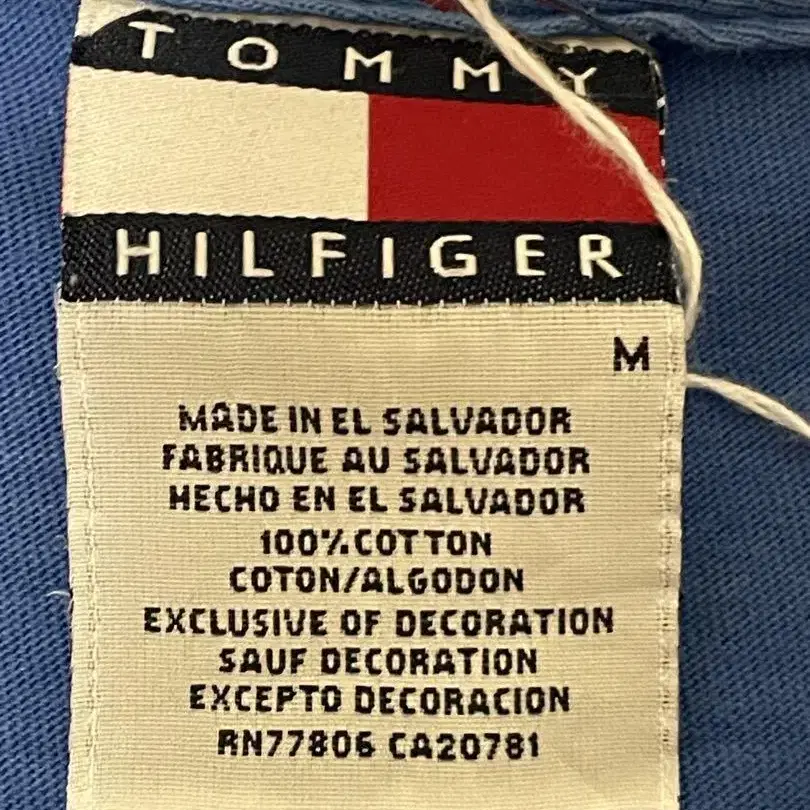 TOMMY
HILFIGER
M
MADE IN EL SALVADOR
FABRIQUE AU SALVADOR
HECHO EN EL SALVADOR
100% COTTON
COTON/ALGODON
EXCLUSIVE OF DECORATION
SAUF DECORATION
EXCEPTO DECORACION
RN77806 CA20781